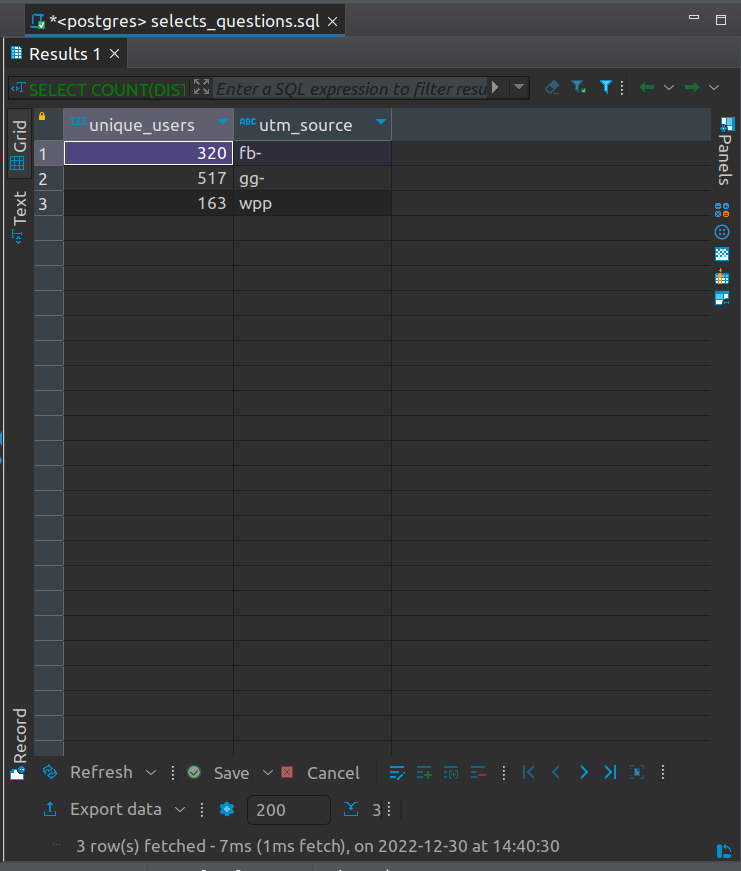 *<postgres> selects_questions.sql
Results 1
SELECT COUNT(DIST Enter a SQL expression to filter resu
Grid
Text
Record
Panels
123 unique_users ABC utm_source
1 320 fb-
2 517 gg-
3 163 wpp
Refresh Save Cancel
Export data 200 3
3 row(s) fetched - 7ms (1ms fetch), on 2022-12-30 at 14:40:30